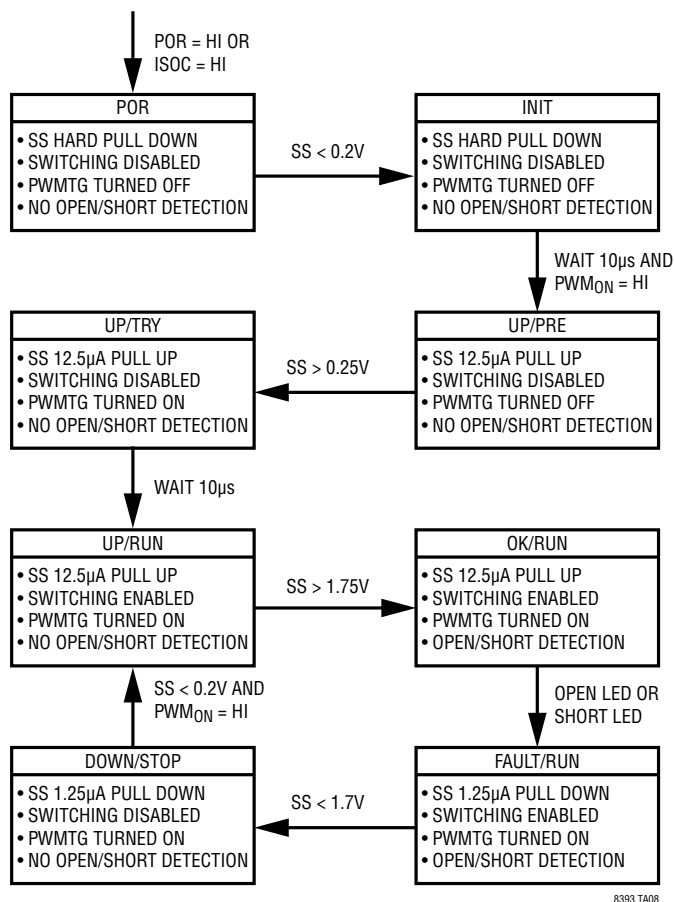 POR = HI OR
ISOC = HI
POR
• SS HARD PULL DOWN
• SWITCHING DISABLED
• PWMTG TURNED OFF
• NO OPEN/SHORT DETECTION
SS < 0.2V
INIT
• SS HARD PULL DOWN
• SWITCHING DISABLED
• PWMTG TURNED OFF
• NO OPEN/SHORT DETECTION
WAIT 10µs AND
PWMON = HI
UP/PRE
• SS 12.5µA PULL UP
• SWITCHING DISABLED
• PWMTG TURNED OFF
• NO OPEN/SHORT DETECTION
SS > 0.25V
UP/TRY
• SS 12.5µA PULL UP
• SWITCHING DISABLED
• PWMTG TURNED ON
• NO OPEN/SHORT DETECTION
WAIT 10µs
UP/RUN
• SS 12.5µA PULL UP
• SWITCHING ENABLED
• PWMTG TURNED ON
• NO OPEN/SHORT DETECTION
SS > 1.75V
OK/RUN
• SS 12.5µA PULL UP
• SWITCHING ENABLED
• PWMTG TURNED ON
• OPEN/SHORT DETECTION
OPEN LED OR
SHORT LED
FAULT/RUN
• SS 1.25µA PULL DOWN
• SWITCHING ENABLED
• PWMTG TURNED ON
• OPEN/SHORT DETECTION
SS < 1.7V
DOWN/STOP
• SS 1.25µA PULL DOWN
• SWITCHING DISABLED
• PWMTG TURNED ON
• NO OPEN/SHORT DETECTION
SS < 0.2V AND
PWMON = HI
8393 TA08